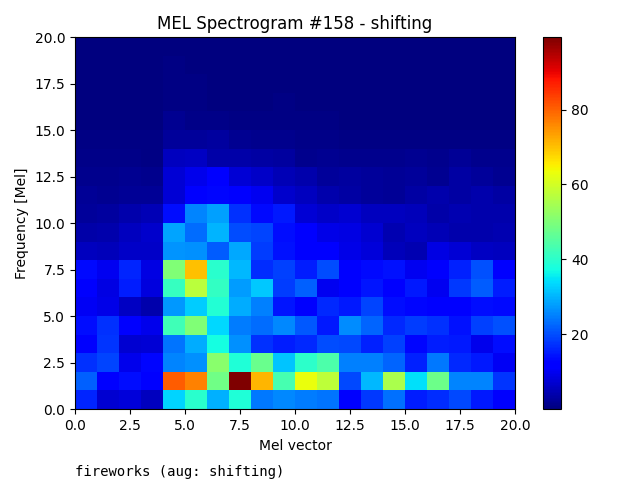 MEL Spectrogram #158 - shifting
20.0
17.5
15.0
12.5
10.0
7.5
5.0
2.5
0.0
Frequency [Mel]
0.0 2.5 5.0 7.5 10.0 12.5 15.0 17.5 20.0
Mel vector
80
60
40
20
fireworks (aug: shifting)